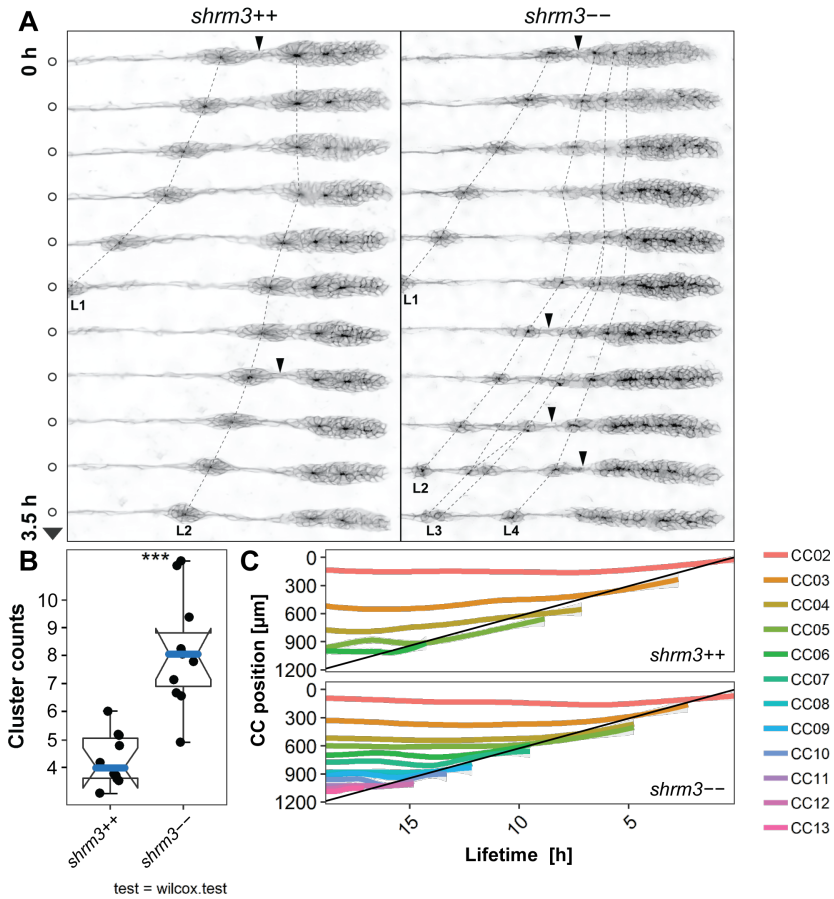 A
shrm3++
shrm3−−
0 h
3.5 h
L1
L2
L1
L2
L3
L4
B
Cluster counts
10
9
8
7
6
5
4
***
shrm3++
shrm3−−
test = wilcox.test
C
CC position [µm]
0
300
600
900
1200
shrm3++
0
300
600
900
1200
shrm3−−
15
10
5
Lifetime [h]
CC02
CC03
CC04
CC05
CC06
CC07
CC08
CC09
CC10
CC11
CC12
CC13